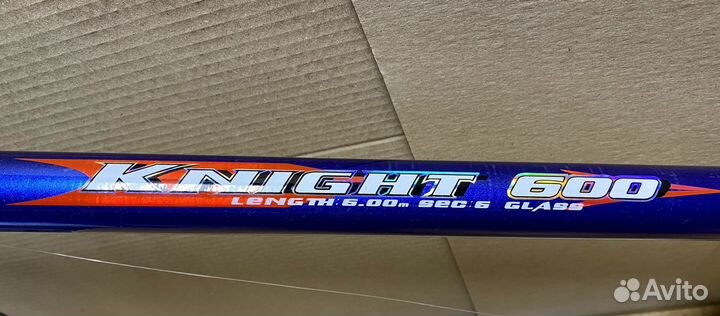 KNIGHT 600
LENGTH: 6.00m SEC: 6 GLASS
Avito